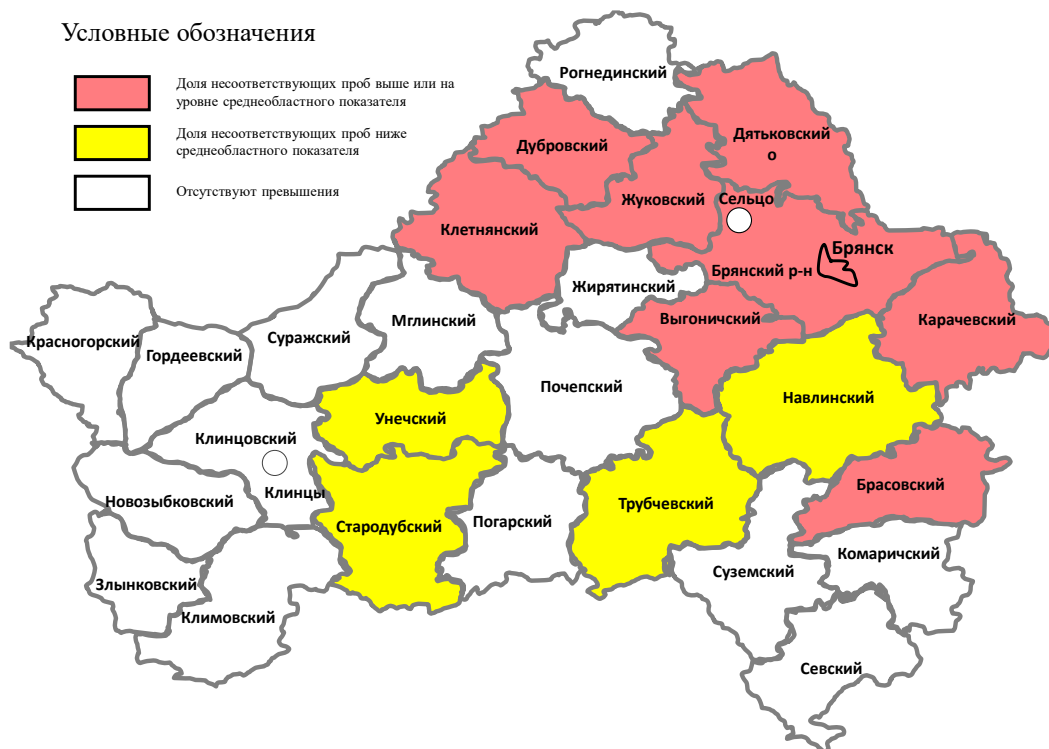 Условные обозначения
Доля несоответствующих проб выше или на
уровне среднеобластного показателя
Доля несоответствующих проб ниже
среднеобластного показателя
Отсутствуют превышения
Рогнединский
Дятьковский
о
Дубровский
Жуковский
Сельцо
Клетнянский
Брянск
Брянский р-н
Жирятинский
Выгоничский
Карачевский
Мглинский
Суражский
Красногорский
Гордеевский
Почепский
Навлинский
Унечский
Клинцовский
Клинцы
Новозыбковский
Стародубский
Погарский
Трубчевский
Брасовский
Комаричский
Суземский
Злынковский
Климовский
Севский